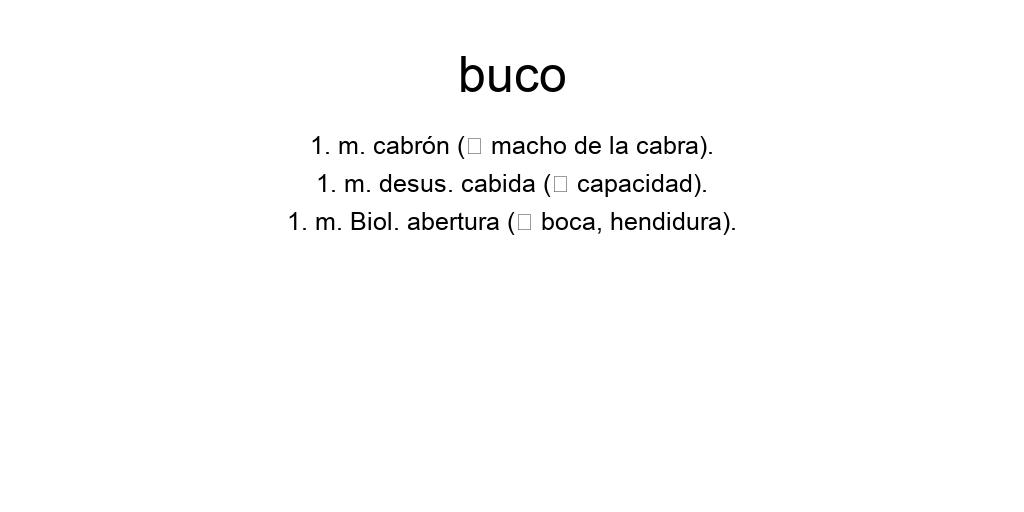 buco
1. m. cabrón (□ macho de la cabra).
1. m. desus. cabida (□ capacidad).
1. m. Biol. abertura (□ boca, hendidura).